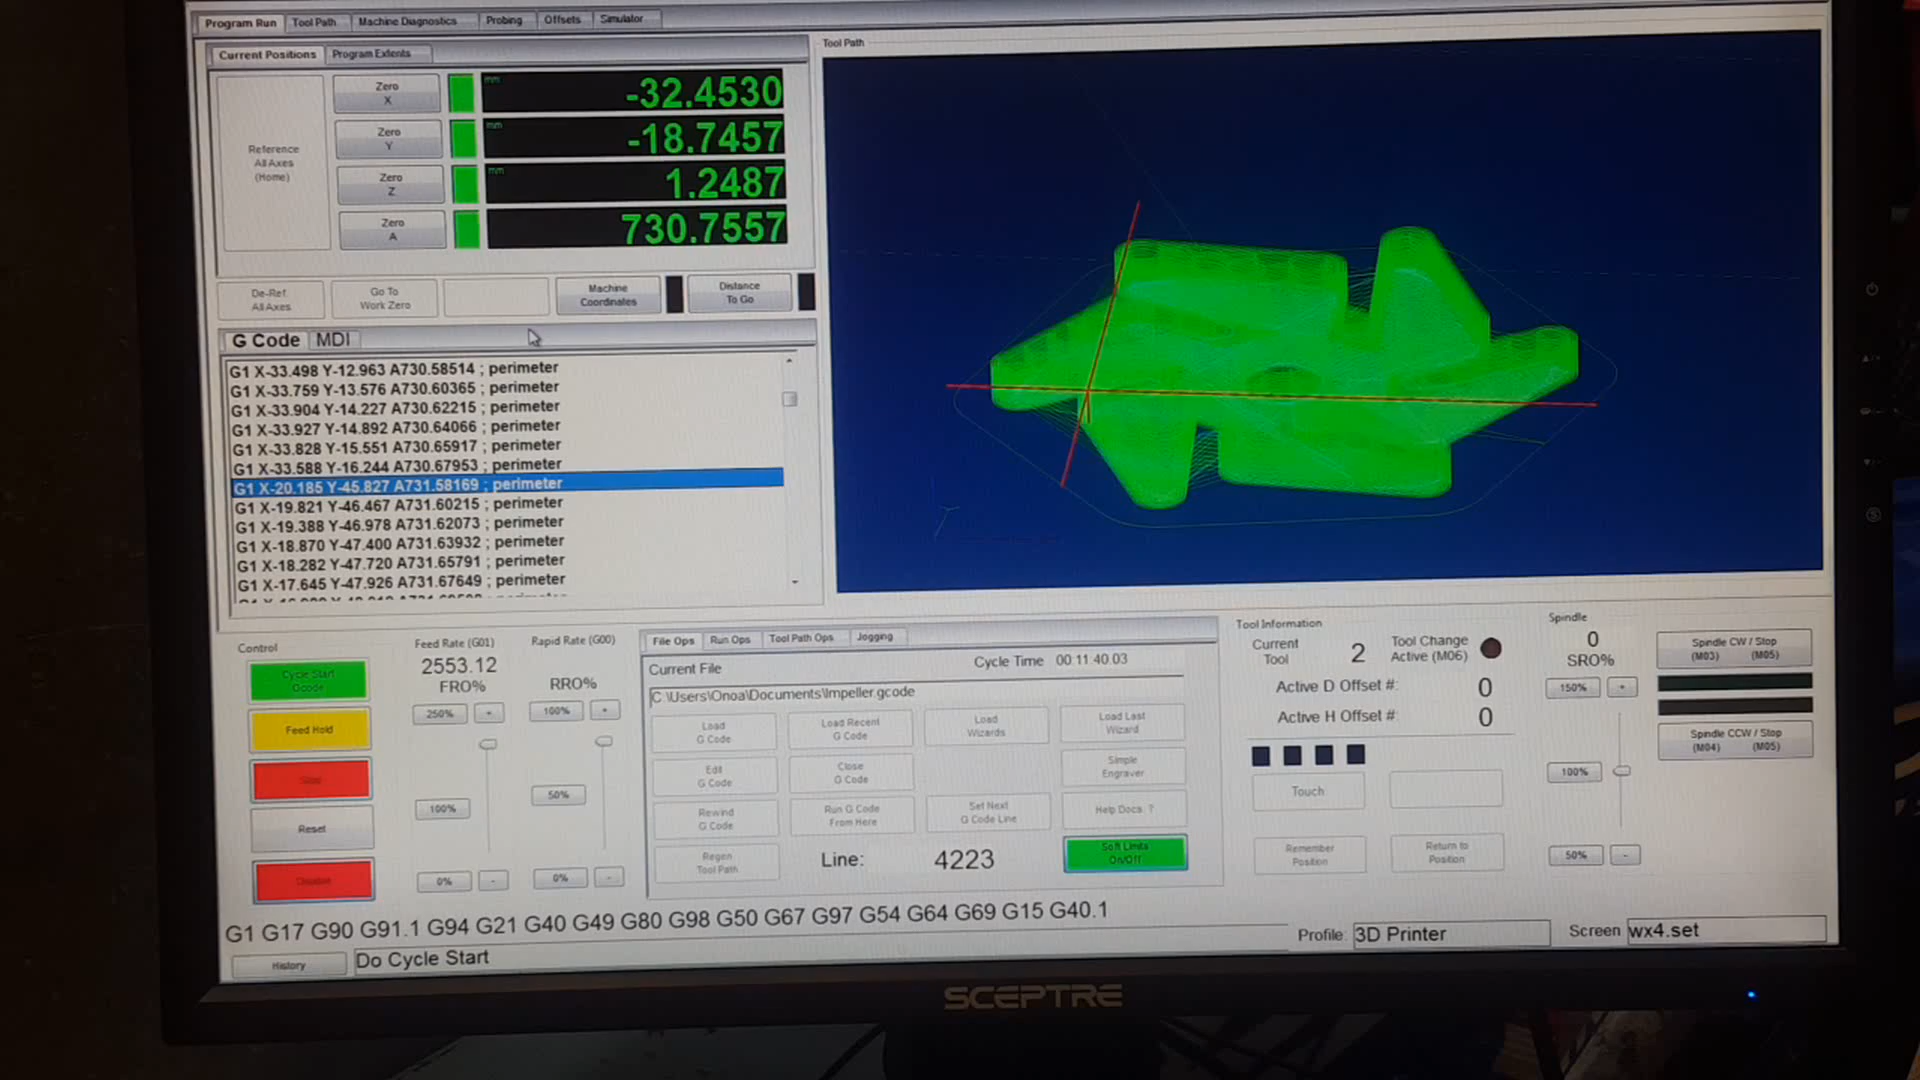 Program Run Tool Path Machine Diagnostics Probing Offsets Simulator
Current Positions Program Extents
Tool Path
Reference
All Axes
(Home)
Zero
X
mm
-32.4530
Zero
Y
mm
-18.7457
Zero
Z
mm
1.2487
Zero
A
730.7557
De-Ref.
All Axes
Go To
Work Zero
Machine
Coordinates
Distance
To Go
G Code MDI
G1 X-33.498 Y-12.963 A730.58514 ; perimeter
G1 X-33.759 Y-13.576 A730.60365 ; perimeter
G1 X-33.904 Y-14.227 A730.62215 ; perimeter
G1 X-33.927 Y-14.892 A730.64066 ; perimeter
G1 X-33.828 Y-15.551 A730.65917 ; perimeter
G1 X-33.588 Y-16.244 A730.67953 ; perimeter
G1 X-20.185 Y-45.827 A731.58169 ; perimeter
G1 X-19.821 Y-46.467 A731.60215 ; perimeter
G1 X-19.388 Y-46.978 A731.62073 ; perimeter
G1 X-18.870 Y-47.400 A731.63932 ; perimeter
G1 X-18.282 Y-47.720 A731.65791 ; perimeter
G1 X-17.645 Y-47.926 A731.67649 ; perimeter
Control
Cycle Start
Gcode
Feed Hold
Stop
Reset
Disable
Feed Rate (G01)
2553.12
FRO%
250% +
100%
0% -
Rapid Rate (G00)
RRO%
100% +
50%
0% -
File Ops Run Ops Tool Path Ops Jogging
Current File
Cycle Time 00:11:40.03
C:\Users\Onoa\Documents\Impeller.gcode
Load
G Code
Load Recent
G Code
Load
Wizards
Load Last
Wizard
Edit
G Code
Close
G Code
Simple
Engraver
Rewind
G Code
Run G Code
From Here
Set Next
G Code Line
Help Docs. ?
Regen
Tool Path
Line: 4223
Soft Limits
On/Off
Tool Information
Current
Tool
2
Tool Change
Active (M06)
Active D Offset #: 0
Active H Offset #: 0
Touch
Remember
Position
Return to
Position
Spindle
0
SRO%
150% +
100%
50% -
Spindle CW / Stop
(M03) (M05)
Spindle CCW / Stop
(M04) (M05)
G1 G17 G90 G91.1 G94 G21 G40 G49 G80 G98 G50 G67 G97 G54 G64 G69 G15 G40.1
Profile: 3D Printer
Screen wx4.set
History
Do Cycle Start
SCEPTRE